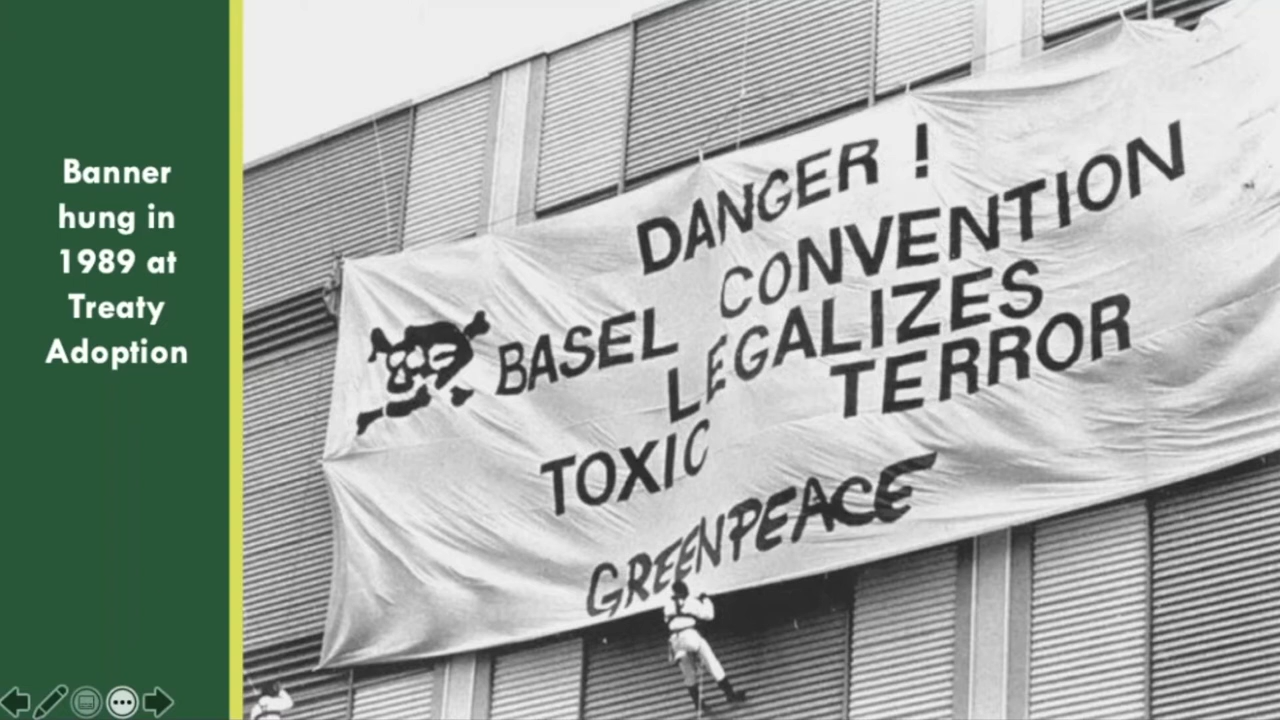 Banner
hung in
1989 at
Treaty
Adoption
DANGER !
BASEL CONVENTION
LEGALIZES
TOXIC TERROR
GREENPEACE